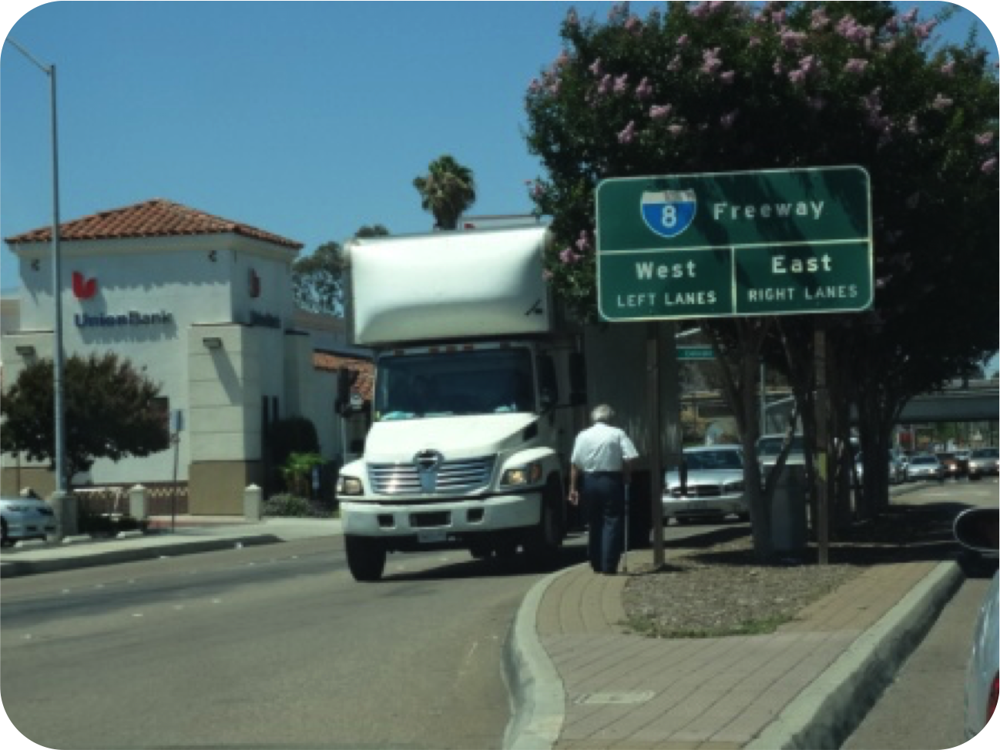 UnionBank
8 Freeway
West
LEFT LANES
East
RIGHT LANES